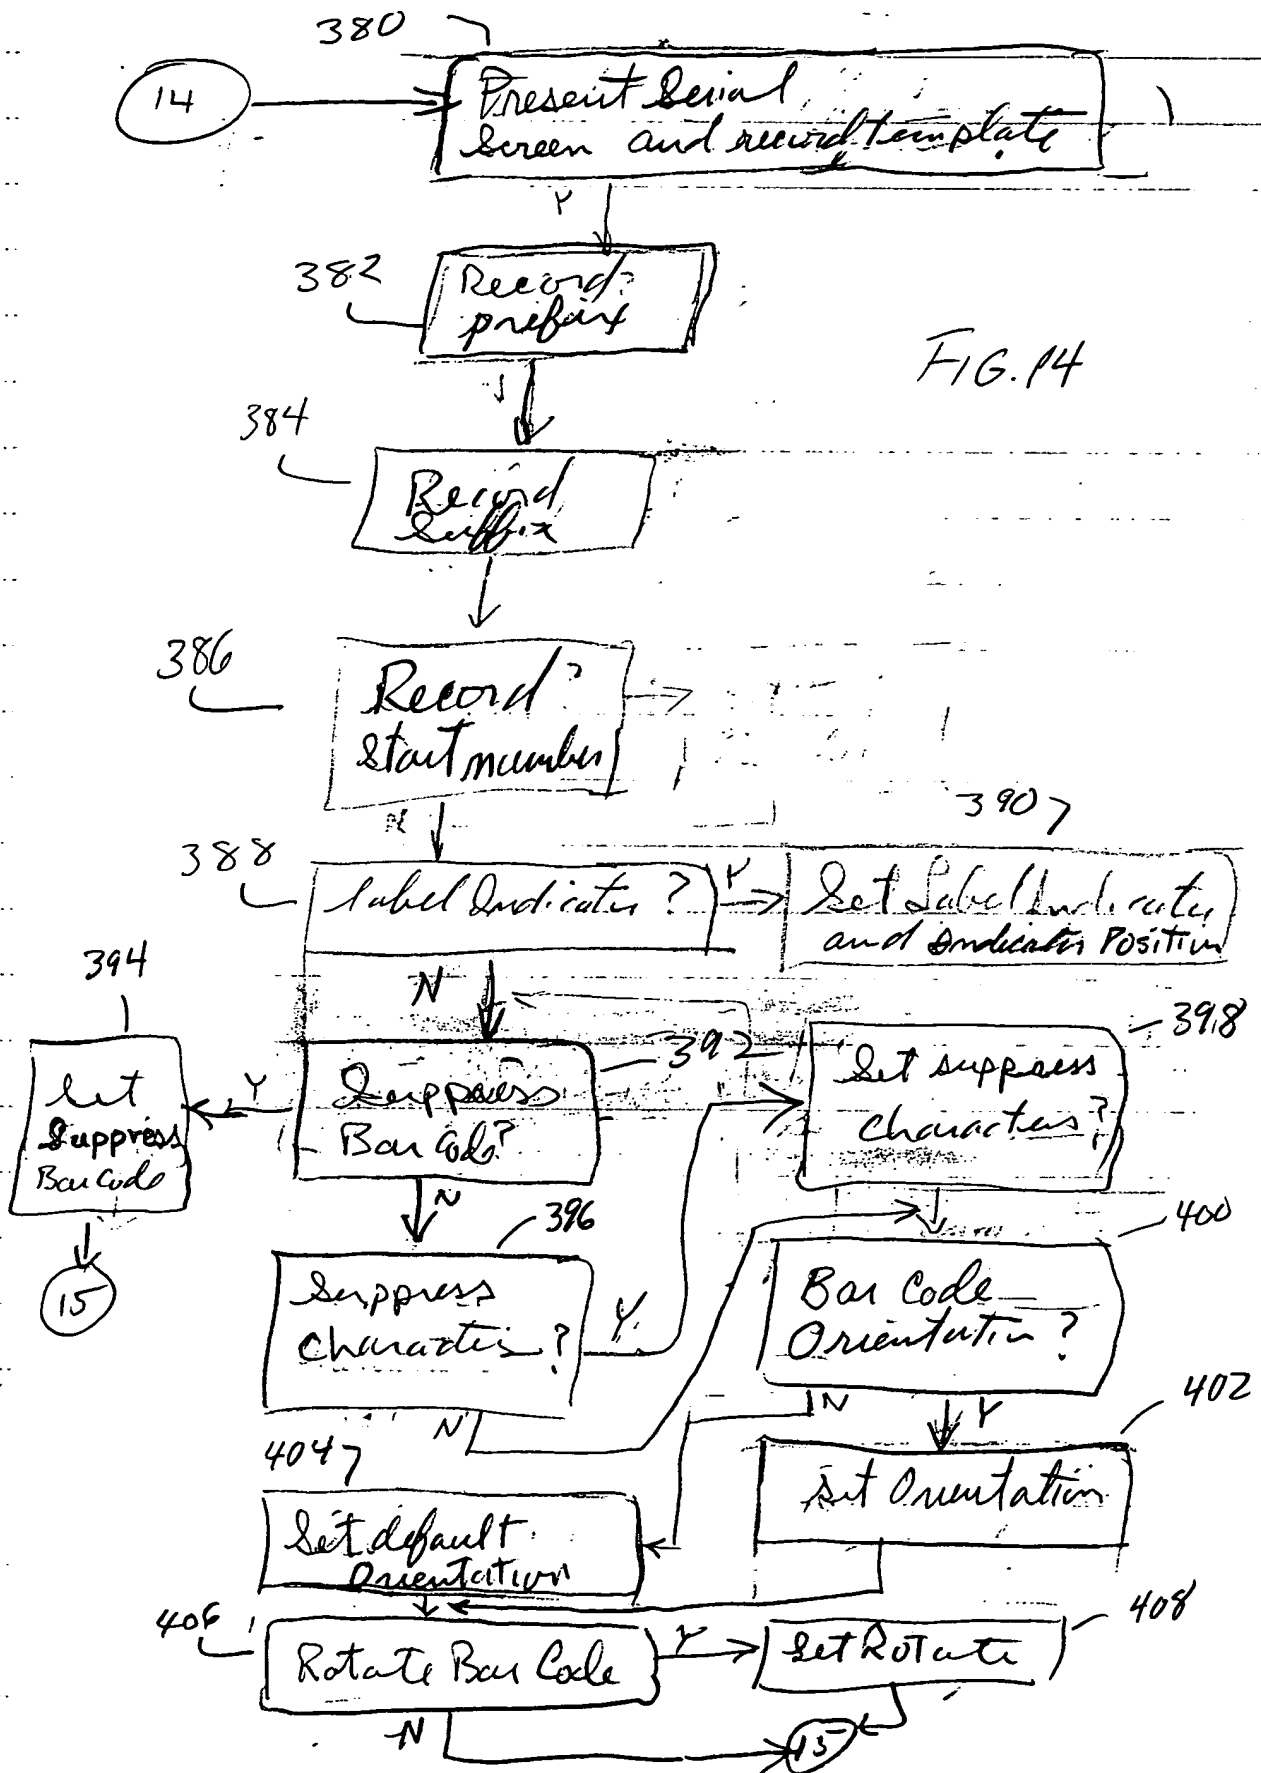 380
14
Present Serial
Screen and record template
Y
382
Record?
prefix
FIG. 14
384
Record
Suffix
386
Record?
Start number
N
390
388
Label Indicator?
Y
Set Label Indicator
and Indicator Position
394
N
392
398
Set
Suppress
Bar Code
Y
Suppress
Bar Code?
Set suppress
characters?
N
396
400
15
Suppress
Characters?
Y
Bar Code
Orientation?
N
N
Y
402
404
Set default
Orientation
Set Orientation
406
408
Rotate Bar Code
Y
Set Rotate
N
15